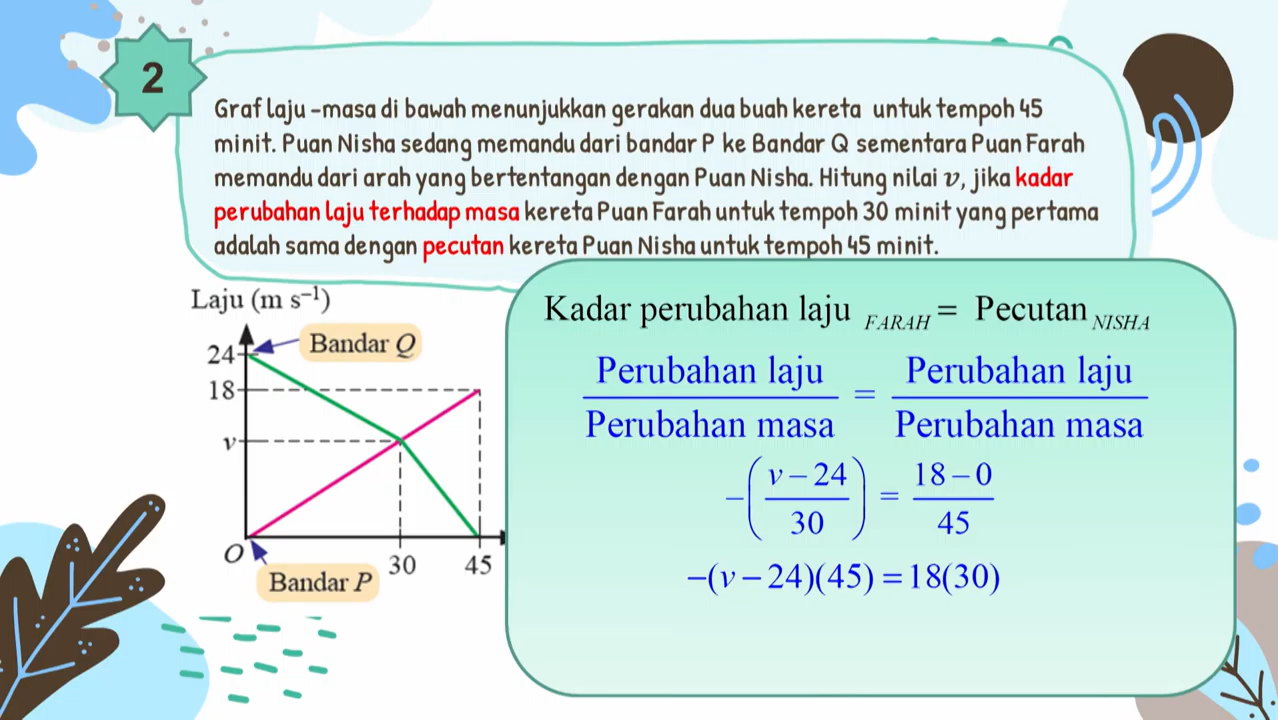 2
Graf laju -masa di bawah menunjukkan gerakan dua buah kereta untuk tempoh 45
minit. Puan Nisha sedang memandu dari bandar P ke Bandar Q sementara Puan Farah
memandu dari arah yang bertentangan dengan Puan Nisha. Hitung nilai v, jika kadar
perubahan laju terhadap masa kereta Puan Farah untuk tempoh 30 minit yang pertama
adalah sama dengan pecutan kereta Puan Nisha untuk tempoh 45 minit.
Laju (m s⁻¹)
Bandar Q
24
18
v
O
30
45
Bandar P
Kadar perubahan laju FARAH = Pecutan NISHA
Perubahan laju / Perubahan masa = Perubahan laju / Perubahan masa
-((v – 24) / 30) = (18 – 0) / 45
–(v – 24)(45) = 18(30)